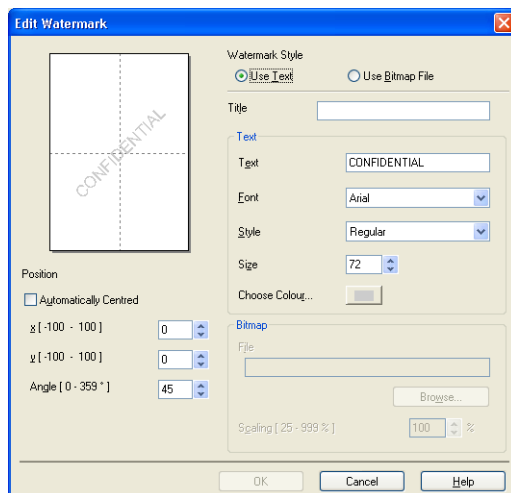 Edit Watermark
CONFIDENTIAL
Watermark Style
Use Text
Use Bitmap File
Title
Text
Text
CONFIDENTIAL
Font
Arial
Style
Regular
Size
72
Choose Colour...
Position
Automatically Centred
x [ -100 - 100 ]
0
y [ -100 - 100 ]
0
Angle [ 0 - 359 ° ]
45
Bitmap
File
Browse...
Scaling [ 25 - 999 % ]
100
%
OK
Cancel
Help